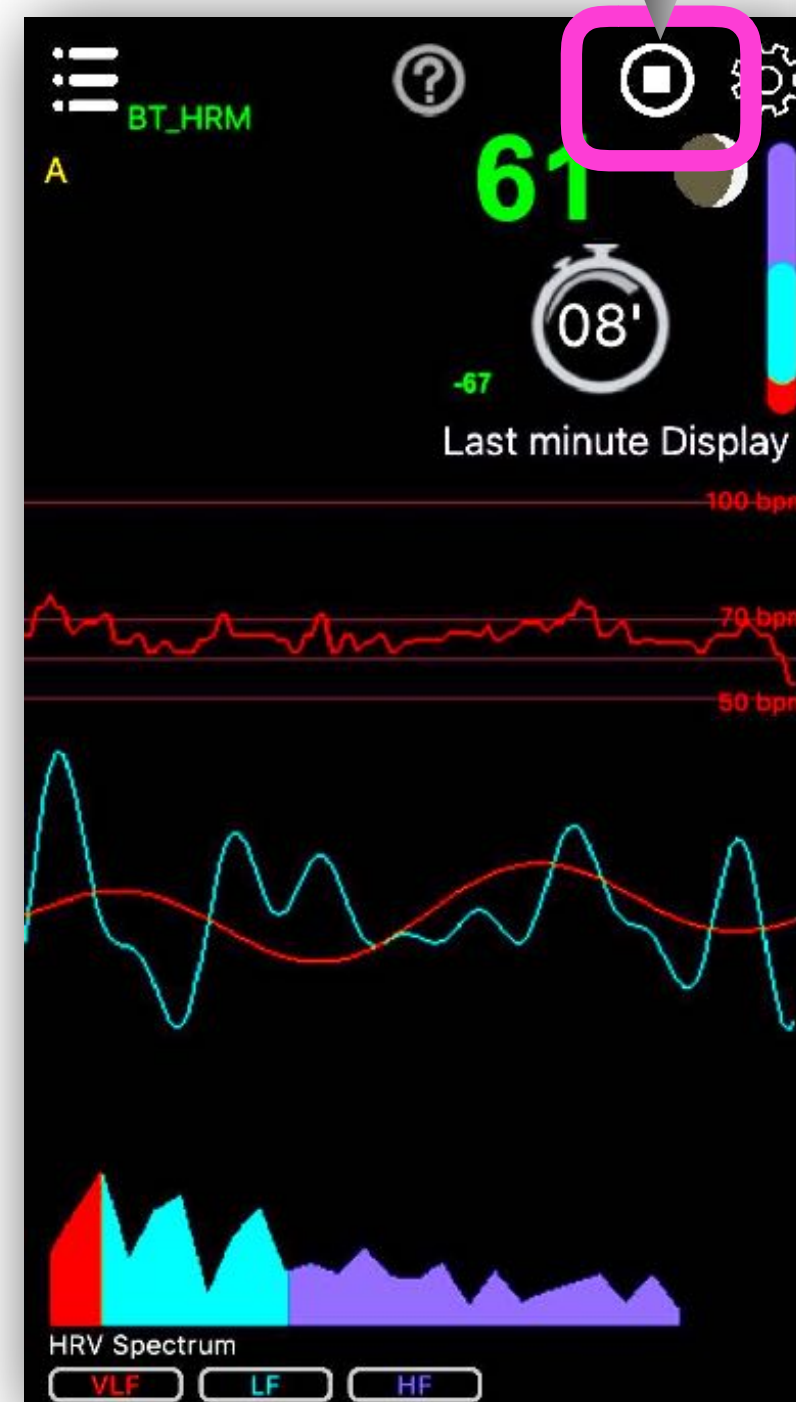 BT_HRM
A
61
08'
-67
Last minute Display
100 bpm
70 bpm
50 bpm
HRV Spectrum
VLF LF HF